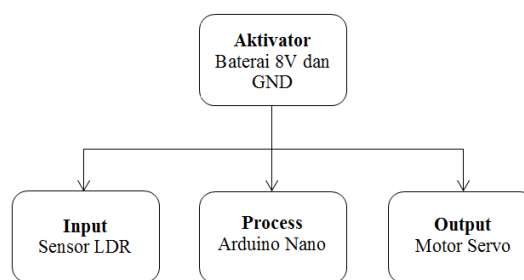 Aktivator
Baterai 8V dan
GND
Input
Sensor LDR
Process
Arduino Nano
Output
Motor Servo